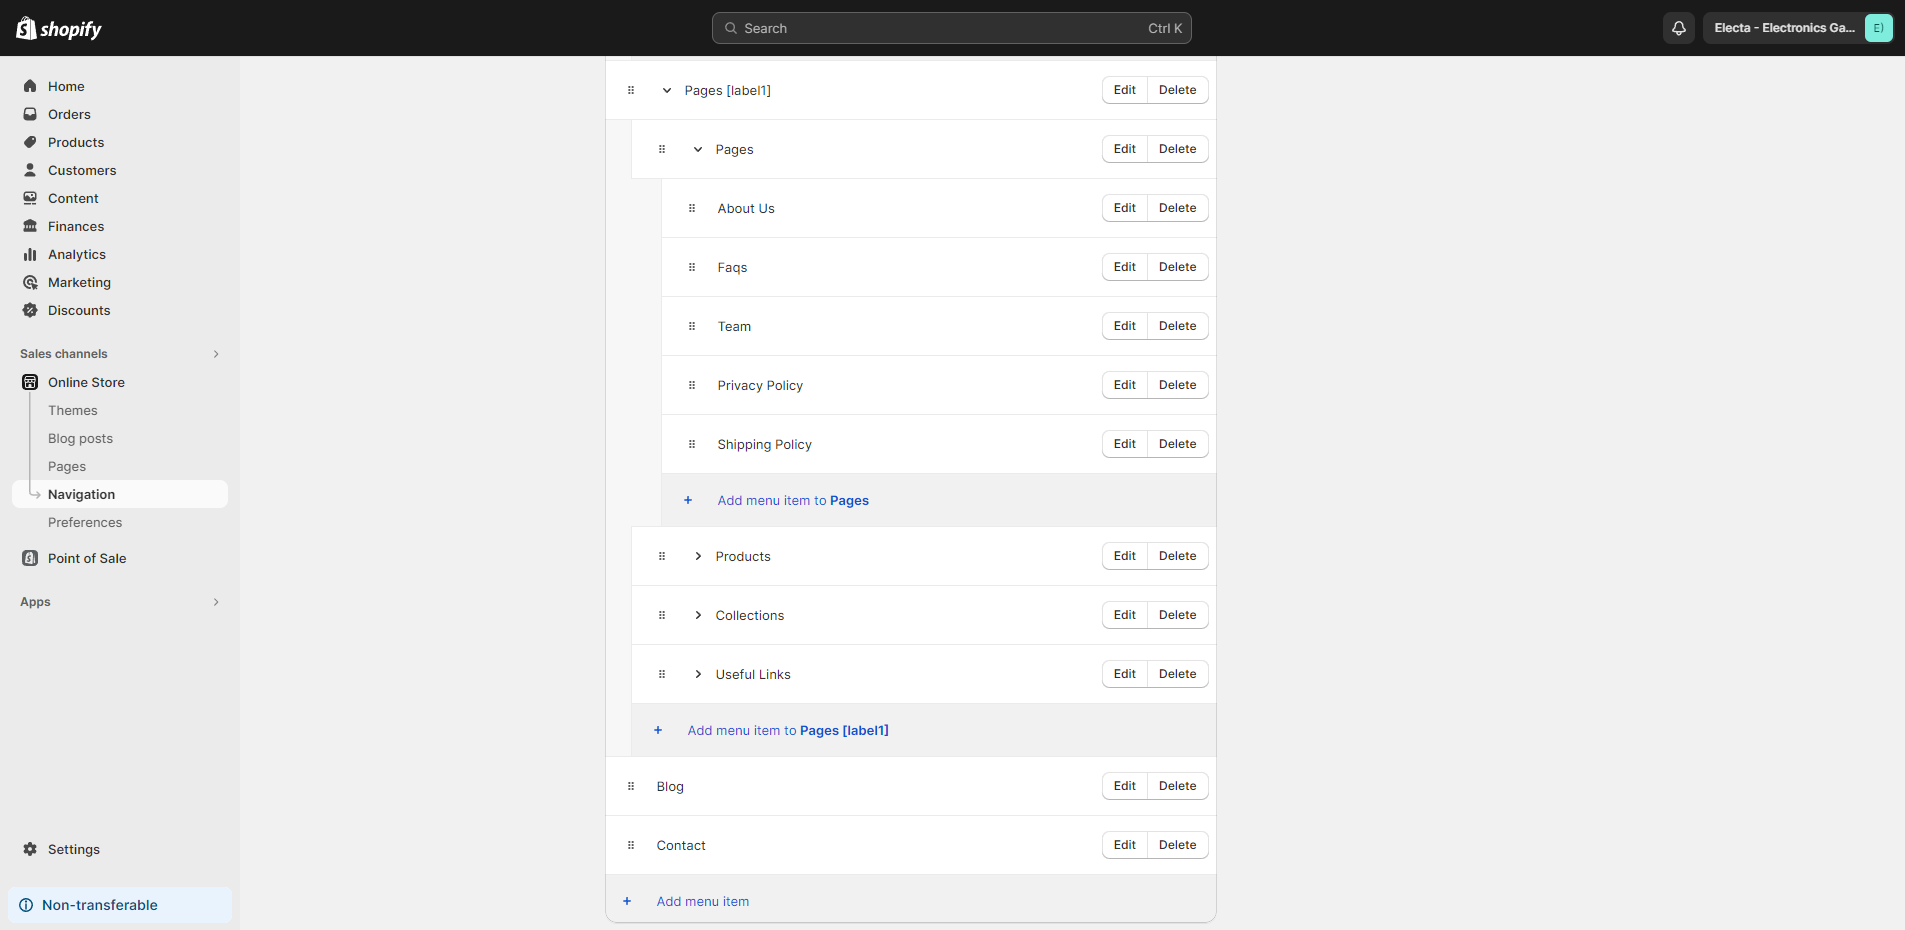 shopify
Search
Ctrl K
Electa - Electronics Ga...
E)
Home
Orders
Products
Customers
Content
Finances
Analytics
Marketing
Discounts
Sales channels
Online Store
Themes
Blog posts
Pages
Navigation
Preferences
Point of Sale
Apps
Settings
Non-transferable
Pages [label1]
Edit Delete
Pages
Edit Delete
About Us
Edit Delete
Faqs
Edit Delete
Team
Edit Delete
Privacy Policy
Edit Delete
Shipping Policy
Edit Delete
+ Add menu item to Pages
Products
Edit Delete
Collections
Edit Delete
Useful Links
Edit Delete
+ Add menu item to Pages [label1]
Blog
Edit Delete
Contact
Edit Delete
+ Add menu item